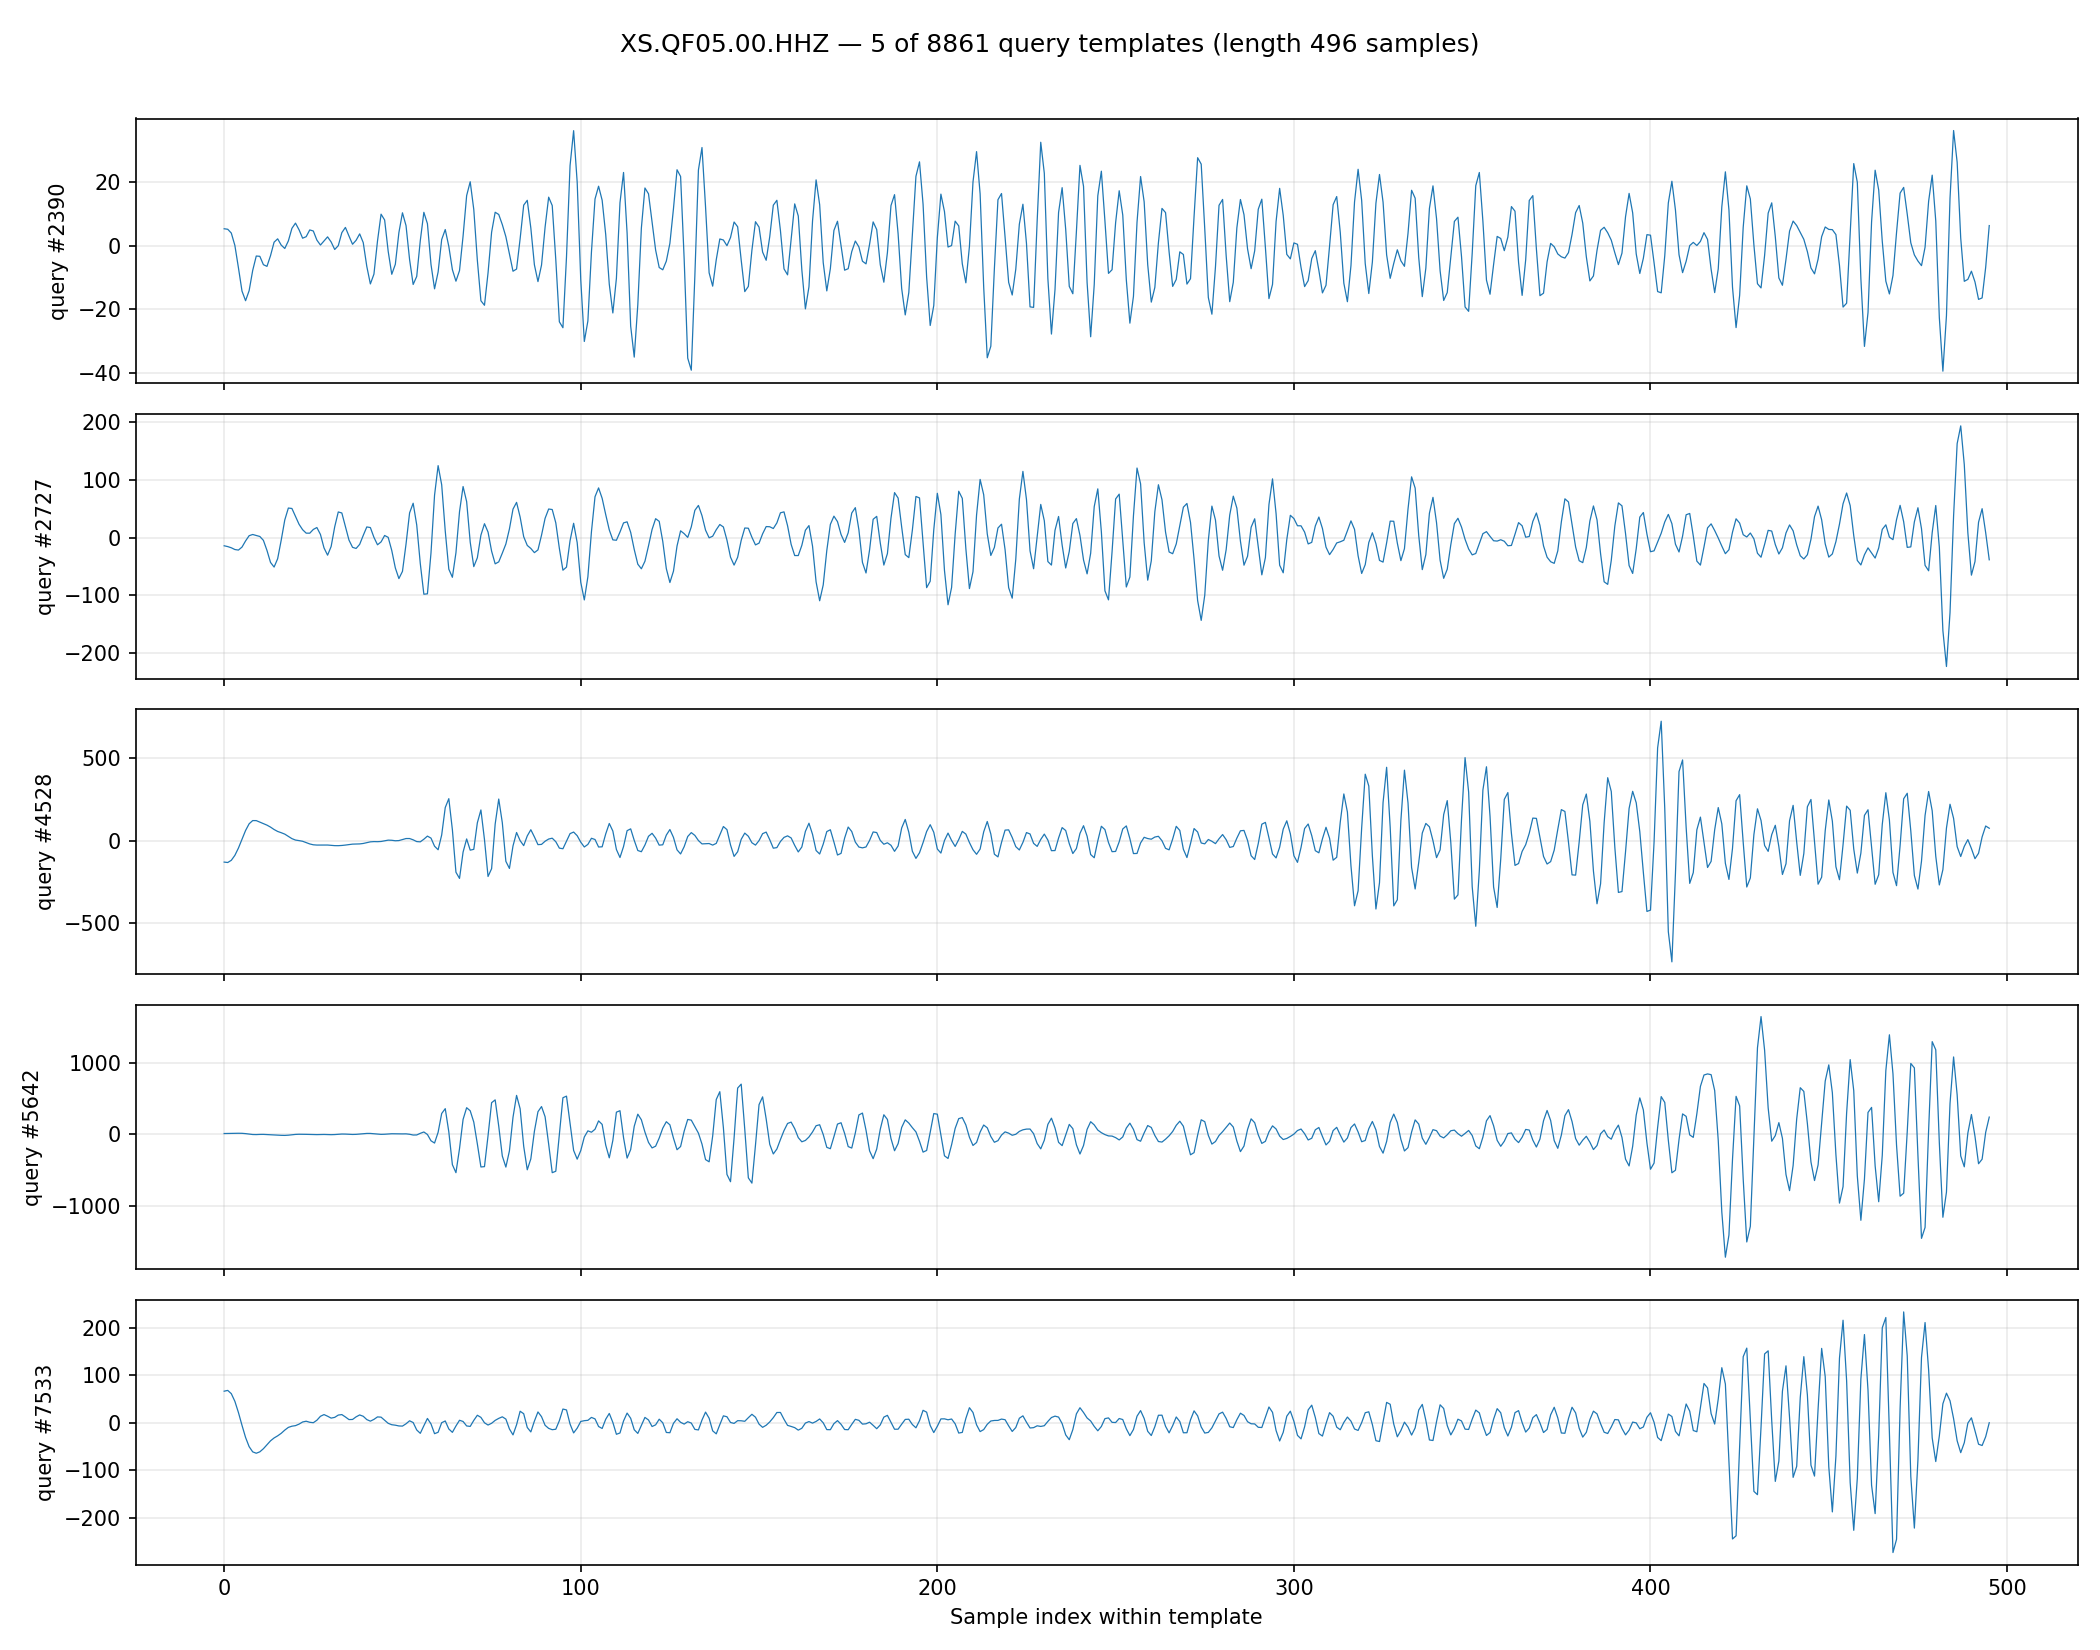 XS.QF05.00.HHZ — 5 of 8861 query templates (length 496 samples)
query #2390
20
0
−20
−40
query #2727
200
100
0
−100
−200
query #4528
500
0
−500
query #5642
1000
0
−1000
query #7533
200
100
0
−100
−200
0 100 200 300 400 500
Sample index within template